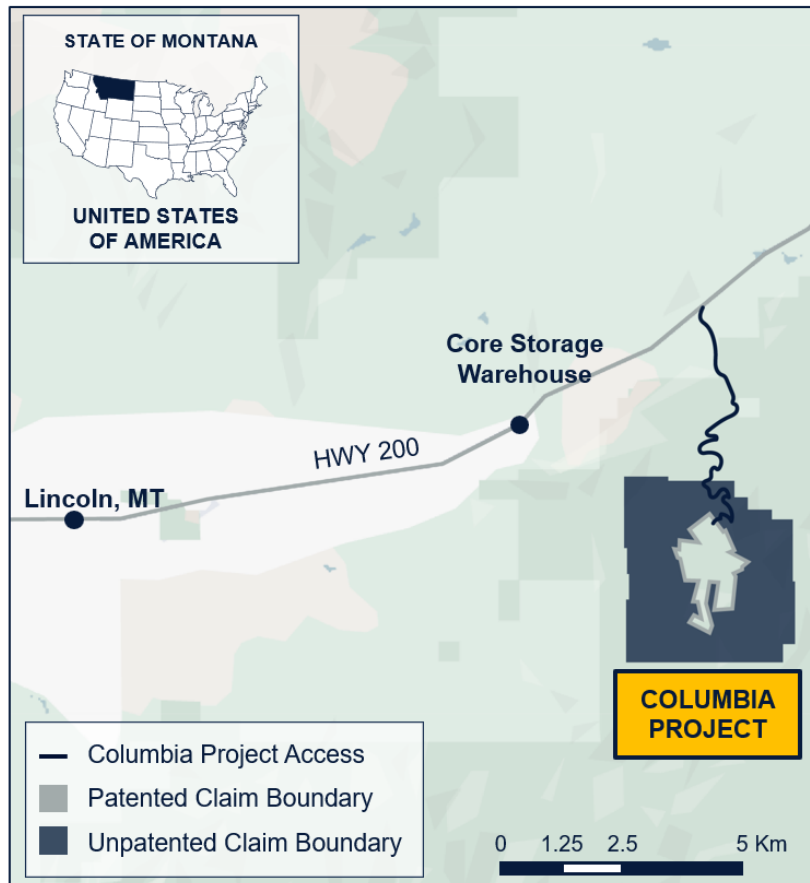 STATE OF MONTANA
UNITED STATES
OF AMERICA
Core Storage
Warehouse
HWY 200
Lincoln, MT
COLUMBIA
PROJECT
Columbia Project Access
Patented Claim Boundary
Unpatented Claim Boundary
0 1.25 2.5 5 Km